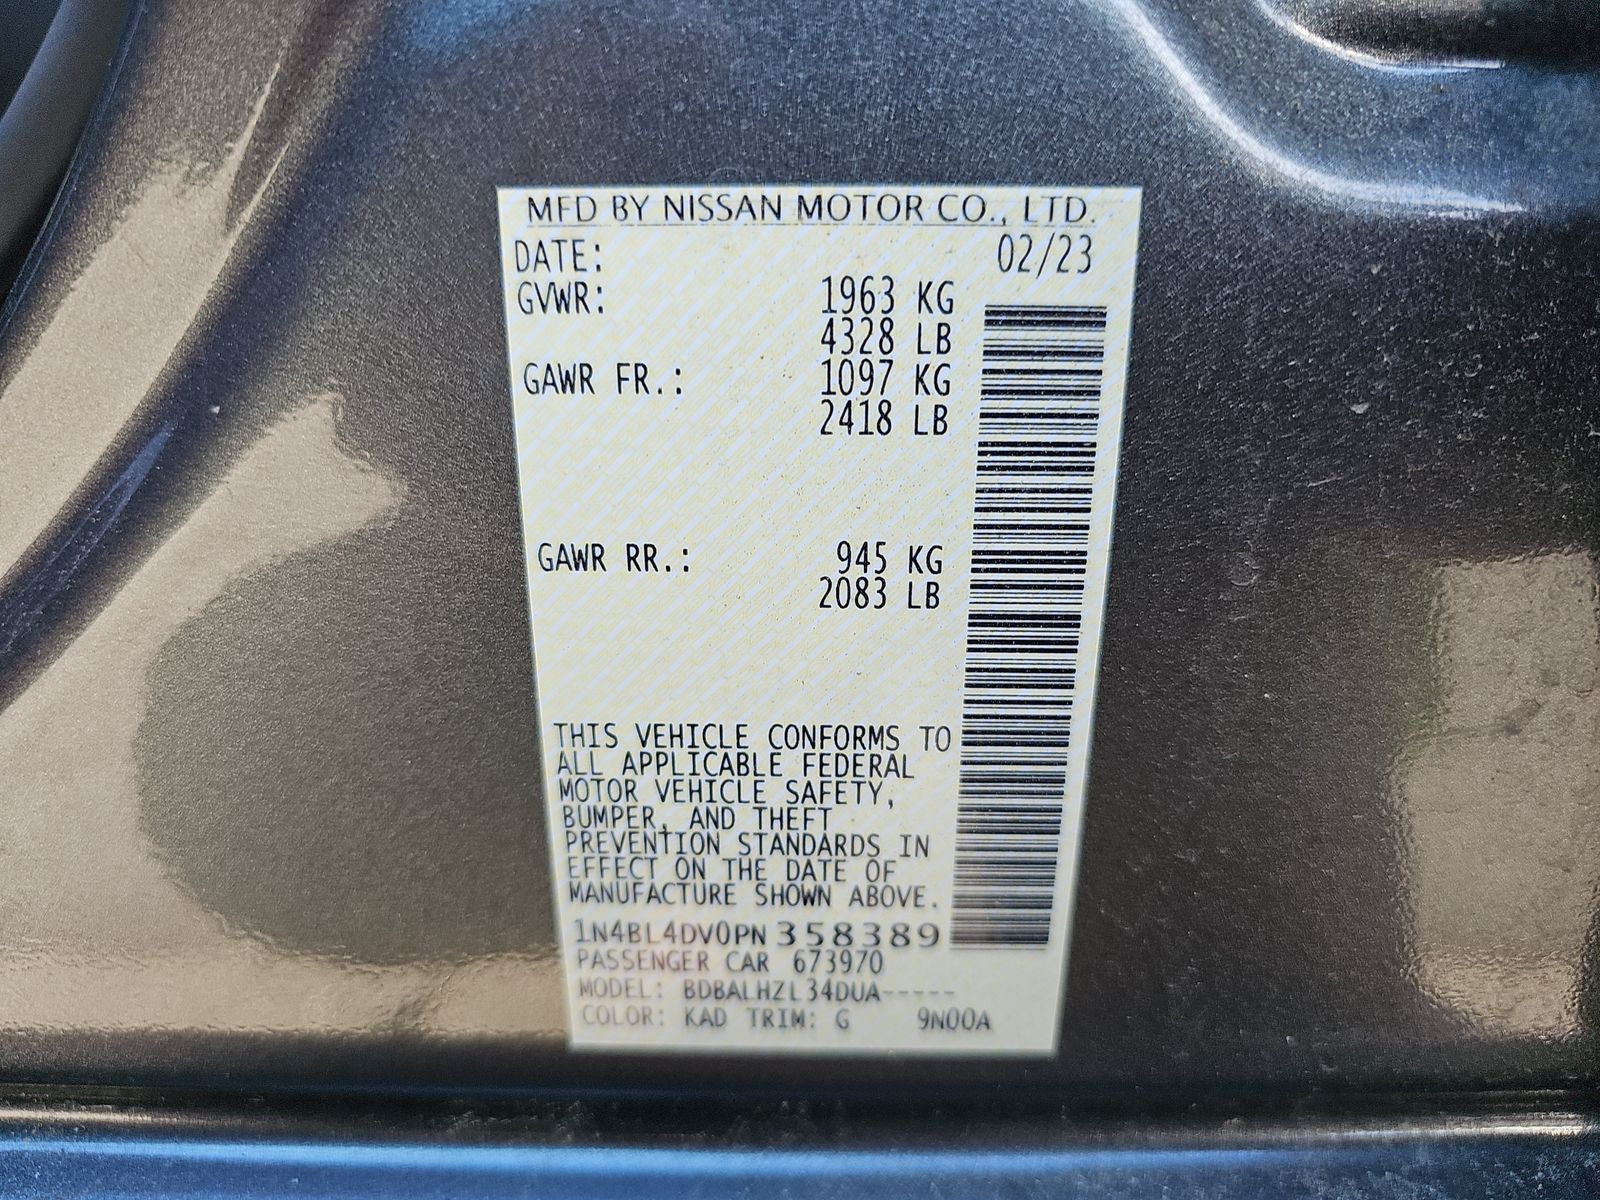 MFD BY NISSAN MOTOR CO., LTD.
DATE: 02/23
GVWR: 1963 KG
4328 LB
GAWR FR.: 1097 KG
2418 LB
GAWR RR.: 945 KG
2083 LB
THIS VEHICLE CONFORMS TO
ALL APPLICABLE FEDERAL
MOTOR VEHICLE SAFETY,
BUMPER, AND THEFT
PREVENTION STANDARDS IN
EFFECT ON THE DATE OF
MANUFACTURE SHOWN ABOVE.
1N4BL4DV0PN358389
PASSENGER CAR 673970
MODEL: BDBALHZL34DUA-----
COLOR: KAD TRIM: G 9N00A